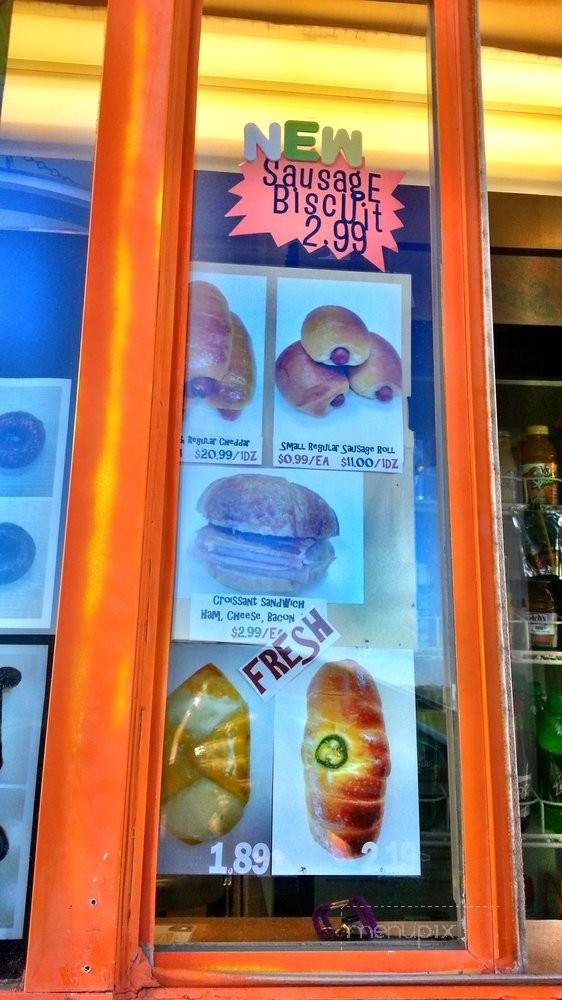 NEW
Sausage
Biscuit
2.99
Regular Cheddar
$20.99/1DZ
Small Regular Sausage Roll
$0.99/EA $11.00/1DZ
Croissant Sandwich
Ham, Cheese, Bacon
$2.99/EA
FRESH
1.89
2.19
menupix